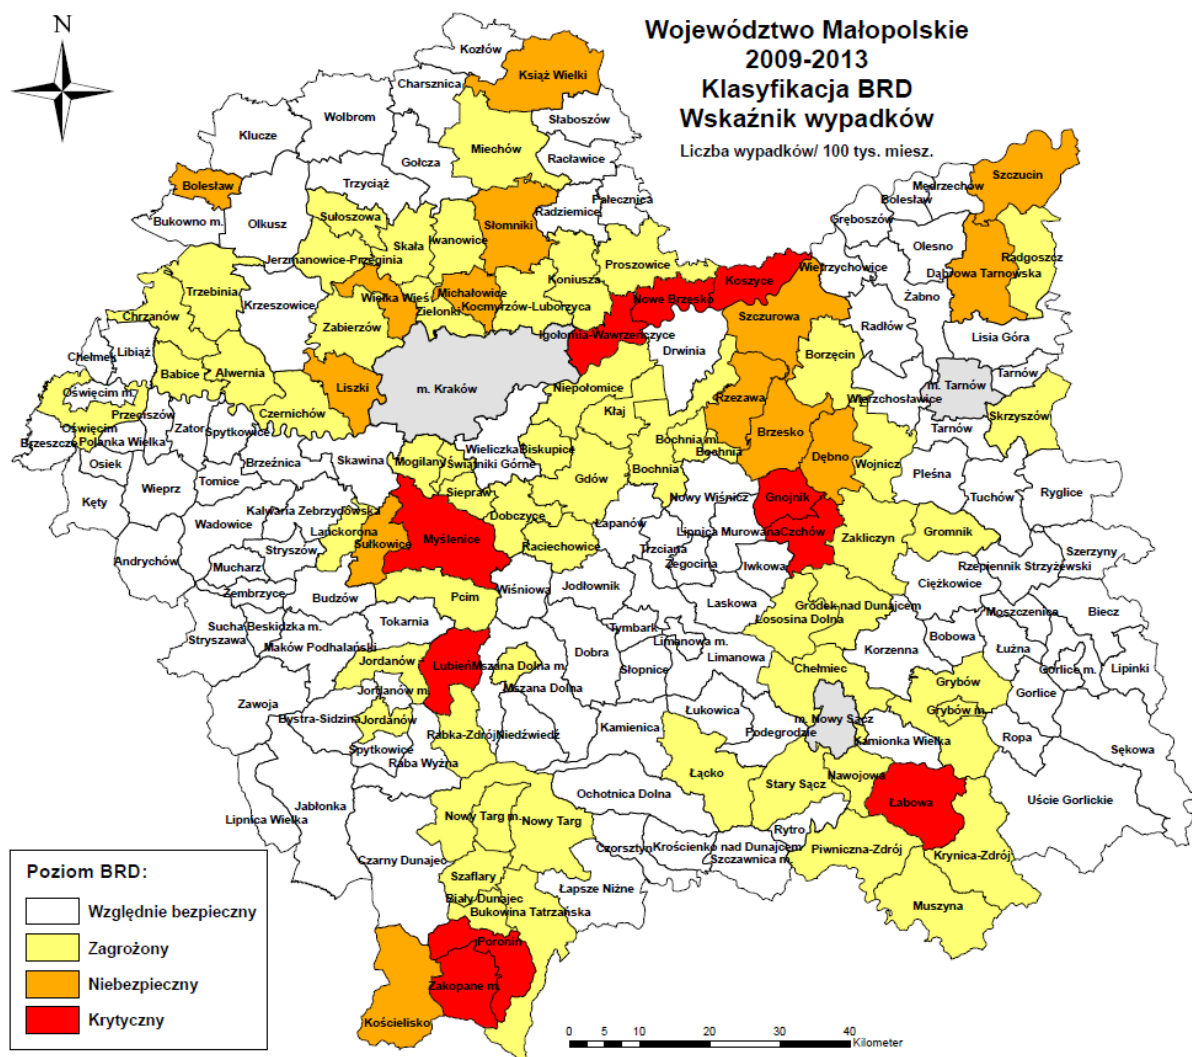 N
Województwo Małopolskie
2009-2013
Klasyfikacja BRD
Wskaźnik wypadków
Liczba wypadków/ 100 tys. miesz.
Kozłów
Książ Wielki
Charsznica
Wolbrom
Słaboszów
Klucze
Miechów
Gołcza
Racławice
Szczucin
Trzyciąż
Mędrzechów
Bolesław
Bolesław
Pałecznica
Radziemice
Sułoszowa
Słomniki
Gręboszów
Bukowno m.
Olkusz
Iwanowice
Skała
Olesno
Radgoszcz
Jerzmanowice-Przeginia
Proszowice
Wietrzychowice
Dąbrowa Tarnowska
Koniusza
Koszyce
Trzebinia
Michałowice
Wielka Wieś
Nowe Brzesko
Żabno
Krzeszowice
Kocmyrzów-Luborzyca
Zielonki
Chrzanów
Szczurowa
Zabierzów
Radłów
Igołomia-Wawrzeńczyce
Lisia Góra
Libiąż
Drwinia
Borzęcin
Chełmek
Babice
Alwernia
Tarnów
Liszki
m. Kraków
Niepołomice
m. Tarnów
Oświęcim m.
Rzezawa
Wierzchosławice
Czernichów
Kłaj
Przeciszów
Skrzyszów
Oświęcim
Brzesko
Tarnów
Zator
Spytkowice
Bochnia m.
Brzeszcze
Polanka Wielka
Wieliczka
Biskupice
Bochnia
Dębno
Mogilany
Świątniki Górne
Skawina
Osiek
Brzeźnica
Bochnia
Wojnicz
Pleśna
Tomice
Gdów
Wieprz
Siepraw
Kęty
Nowy Wiśnicz
Gnojnik
Tuchów
Ryglice
Kalwaria Zebrzydowska
Dobczyce
Wadowice
Łapanów
Lanckorona
Lipnica Murowana
Czchów
Gromnik
Myślenice
Zakliczyn
Stryszów
Sułkowice
Raciechowice
Trzciana
Szerzyny
Andrychów
Żegocina
Mucharz
Iwkowa
Rzepiennik Strzyżewski
Ciężkowice
Zembrzyce
Budzów
Pcim
Wiśniowa
Jodłownik
Laskowa
Gródek nad Dunajcem
Moszczenica
Biecz
Łososina Dolna
Tokarnia
Sucha Beskidzka m.
Tymbark
Stryszawa
Limanowa m.
Bobowa
Maków Podhalański
Korzenna
Łużna
Dobra
Limanowa
Jordanów
Lubień
Mszana Dolna m.
Słopnice
Chełmiec
Gorlice m.
Lipinki
Grybów
Jordanów m.
Mszana Dolna
Gorlice
Zawoja
Łukowica
Grybów m.
Bystra-Sidzina
Jordanów
m. Nowy Sącz
Kamienica
Podegrodzie
Rabka-Zdrój
Niedźwiedź
Ropa
Kamionka Wielka
Spytkowice
Sękowa
Raba Wyżna
Łącko
Nawojowa
Stary Sącz
Ochotnica Dolna
Łabowa
Uście Gorlickie
Jabłonka
Lipnica Wielka
Nowy Targ m.
Nowy Targ
Rytro
Krościenko nad Dunajcem
Czorsztyn
Piwniczna-Zdrój
Krynica-Zdrój
Czarny Dunajec
Szczawnica m.
Szaflary
Łapsze Niżne
Biały Dunajec
Muszyna
Bukowina Tatrzańska
Poronin
Zakopane m.
Kościelisko
Poziom BRD:
Względnie bezpieczny
Zagrożony
Niebezpieczny
Krytyczny
0 5 10 20 30 40
Kilometer